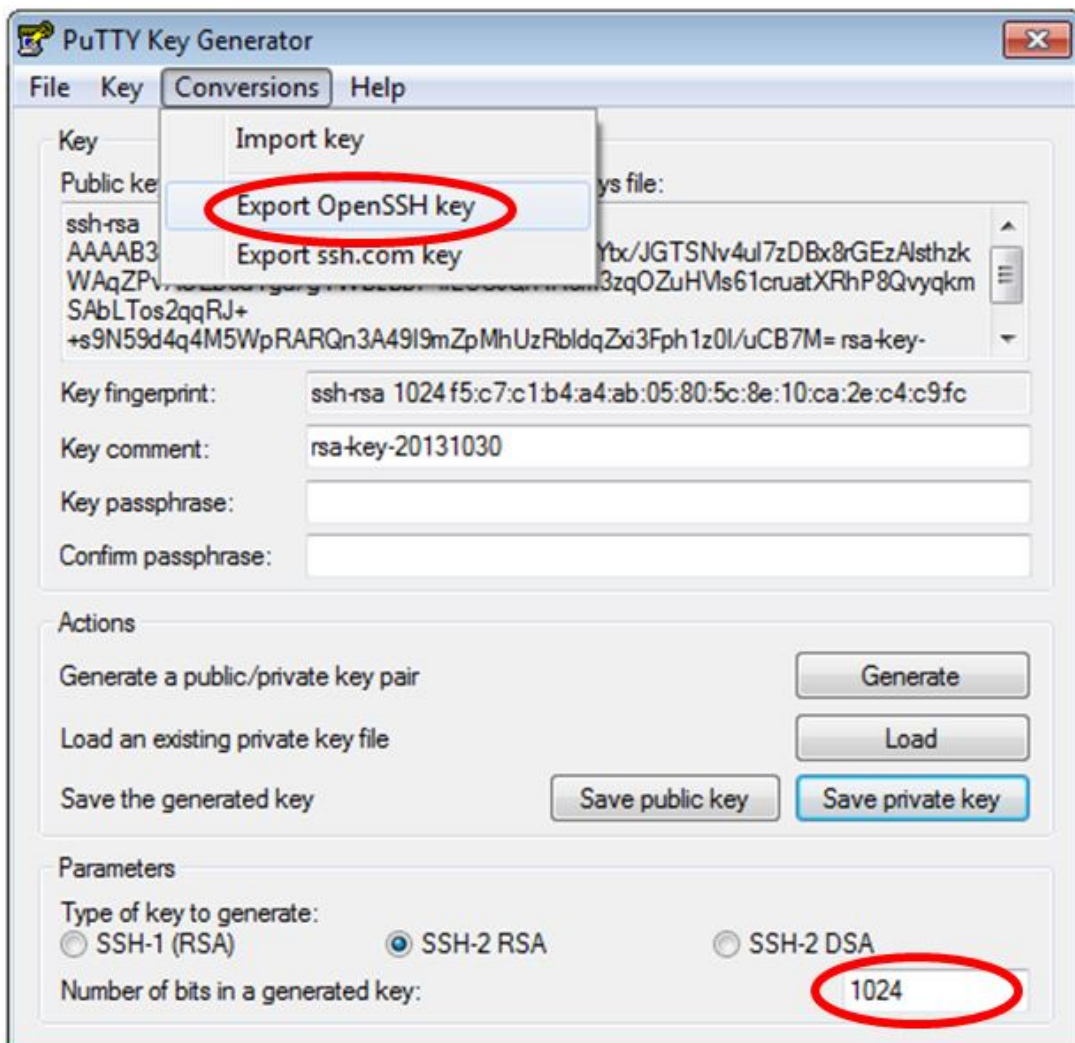 PuTTY Key Generator
File Key Conversions Help
Import key
Export OpenSSH key
Export ssh.com key
Key
Public ke ys file:
ssh-rsa
AAAAB3
SAbLTos2qqRJ+
+s9N59d4q4M5WpRARQn3A49I9mZpMhUzRbldqZxi3Fph1z0I/uCB7M= rsa-key-
Key fingerprint: ssh-rsa 1024 f5:c7:c1:b4:a4:ab:05:80:5c:8e:10:ca:2e:c4:c9:fc
Key comment: rsa-key-20131030
Key passphrase:
Confirm passphrase:
Actions
Generate a public/private key pair Generate
Load an existing private key file Load
Save the generated key Save public key Save private key
Parameters
Type of key to generate:
SSH-1 (RSA) SSH-2 RSA SSH-2 DSA
Number of bits in a generated key: 1024